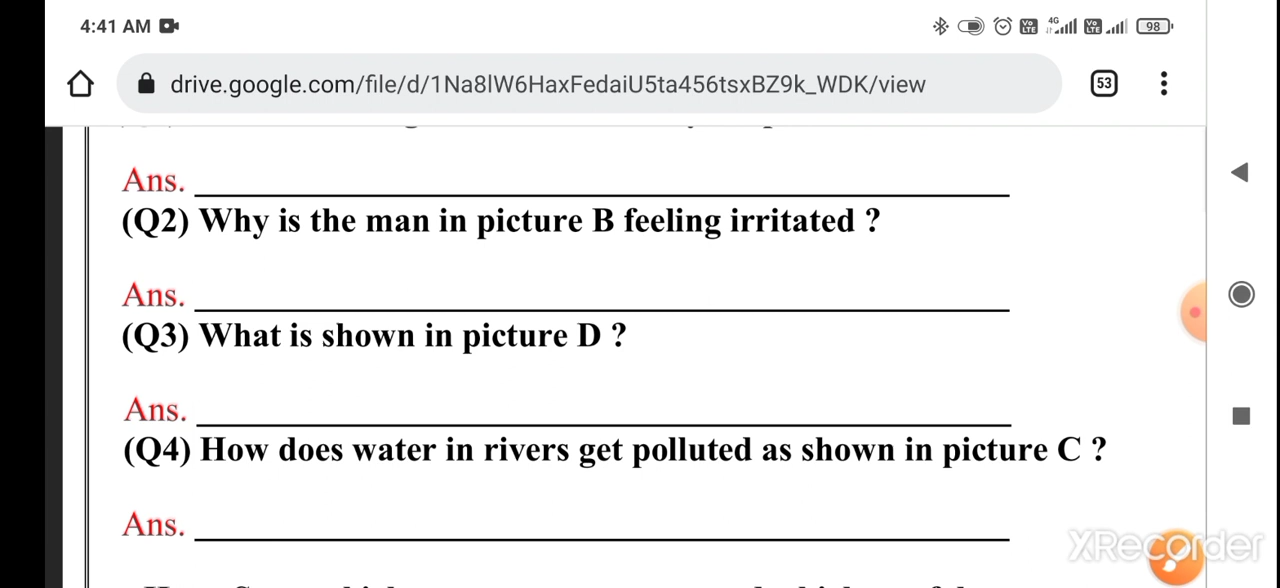 4:41 AM
4G
98
drive.google.com/file/d/1Na8lW6HaxFedaiU5ta456tsxBZ9k_WDK/view
53
Ans.
(Q2) Why is the man in picture B feeling irritated ?
Ans.
(Q3) What is shown in picture D ?
Ans.
(Q4) How does water in rivers get polluted as shown in picture C ?
Ans.
XRecorder